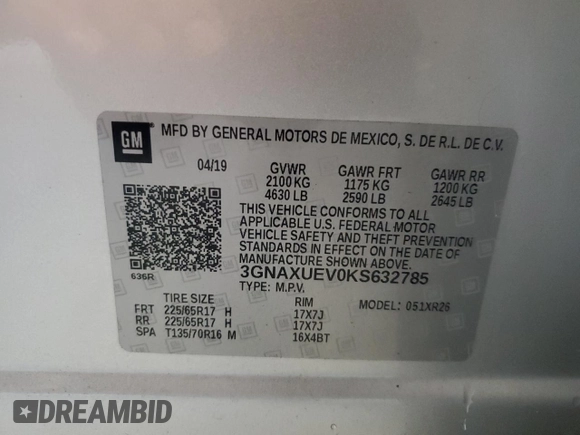 GM
MFD BY GENERAL MOTORS DE MEXICO, S. DE R.L. DE C.V.
04/19 GVWR GAWR FRT GAWR RR
2100 KG 1175 KG 1200 KG
4630 LB 2590 LB 2645 LB
THIS VEHICLE CONFORMS TO ALL
APPLICABLE U.S. FEDERAL MOTOR
VEHICLE SAFETY AND THEFT PREVENTION
STANDARDS IN EFFECT ON THE DATE OF
MANUFACTURE SHOWN ABOVE.
636R
3GNAXUEV0KS632785
TYPE: M.P.V.
TIRE SIZE RIM MODEL: 051XR26
FRT 225/65R17 H 17X7J
RR 225/65R17 H 17X7J
SPA T135/70R16 M 16X4BT
DREAMBID